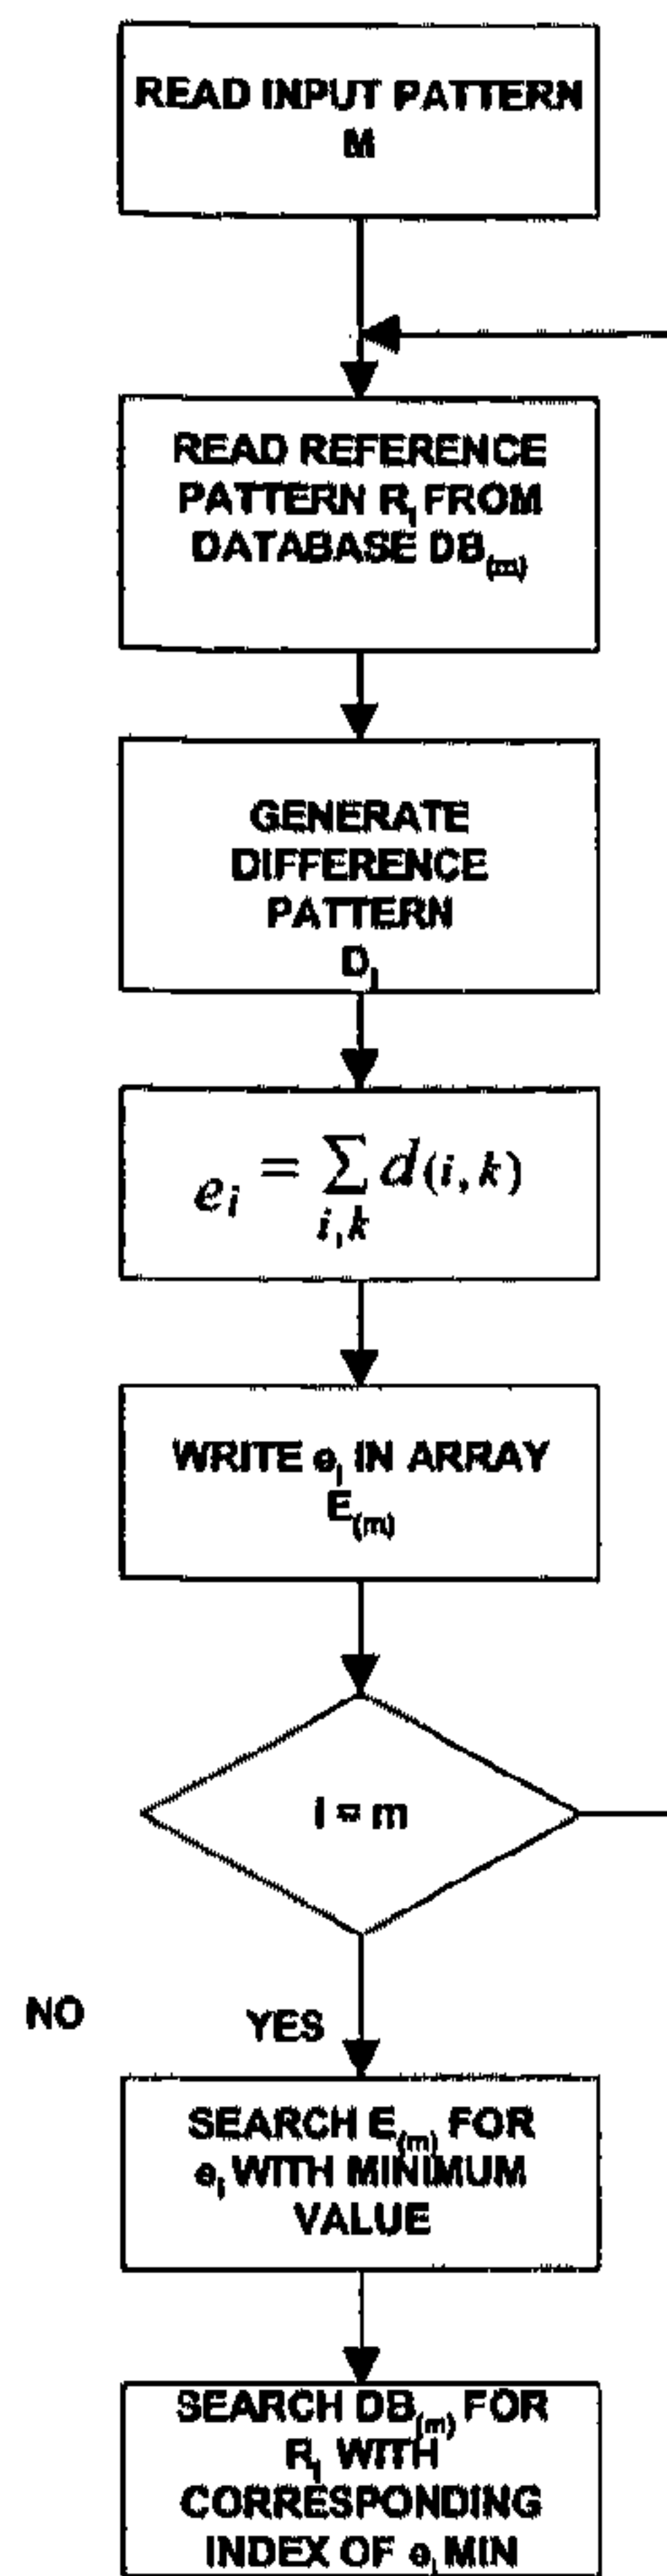 READ INPUT PATTERN
M
READ REFERENCE
PATTERN Rᵢ FROM
DATABASE DB₍ₘ₎
GENERATE
DIFFERENCE
PATTERN
Dᵢ
eᵢ = ∑ d(i, k)
i, k
WRITE eᵢ IN ARRAY
E₍ₘ₎
I = m
NO
YES
SEARCH E₍ₘ₎ FOR
eᵢ WITH MINIMUM
VALUE
SEARCH DB₍ₘ₎ FOR
Rᵢ WITH
CORRESPONDING
INDEX OF eᵢ MIN